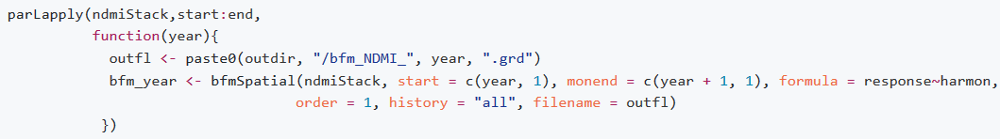 parLapply(ndmiStack,start:end,
          function(year){
            outfl <- paste0(outdir, "/bfm_NDMI_", year, ".grd")
            bfm_year <- bfmSpatial(ndmiStack, start = c(year, 1), monend = c(year + 1, 1), formula = response~harmon,
                                  order = 1, history = "all", filename = outfl)
           })